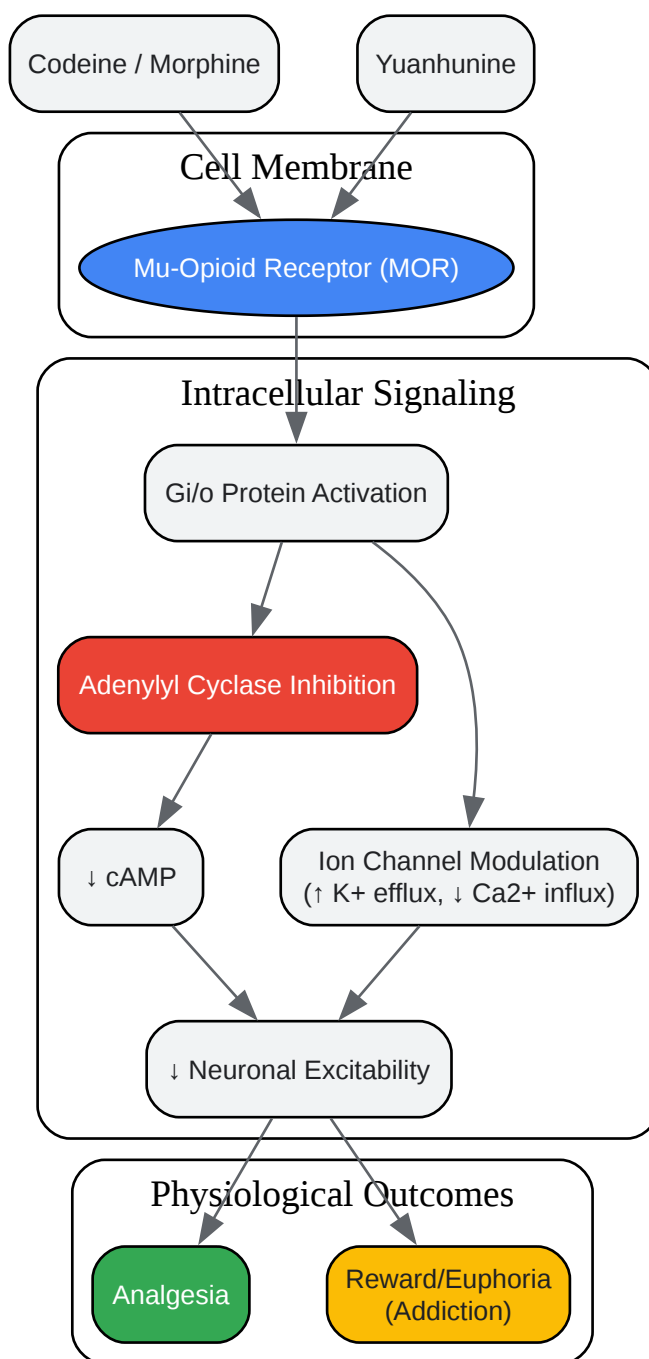 Codeine / Morphine
Yuanhunine
Cell Membrane
Mu-Opioid Receptor (MOR)
Intracellular Signaling
Gi/o Protein Activation
Adenylyl Cyclase Inhibition
↓ cAMP
Ion Channel Modulation
(↑ K+ efflux, ↓ Ca2+ influx)
↓ Neuronal Excitability
Physiological Outcomes
Analgesia
Reward/Euphoria
(Addiction)